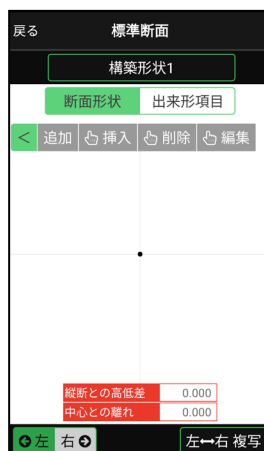 戻る 標準断面
構築形状1
断面形状 出来形項目
< 追加 挿入 削除 編集
縦断との高低差 0.000
中心との離れ 0.000
左 右 左↔右 複写